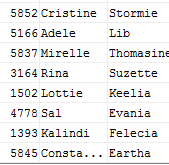 5852 Cristine Stormie
5166 Adele Lib
5837 Mirelle Thomasine
3164 Rina Suzette
1502 Lottie Keelia
4778 Sal Evania
1393 Kalindi Felecia
5845 Consta... Eartha